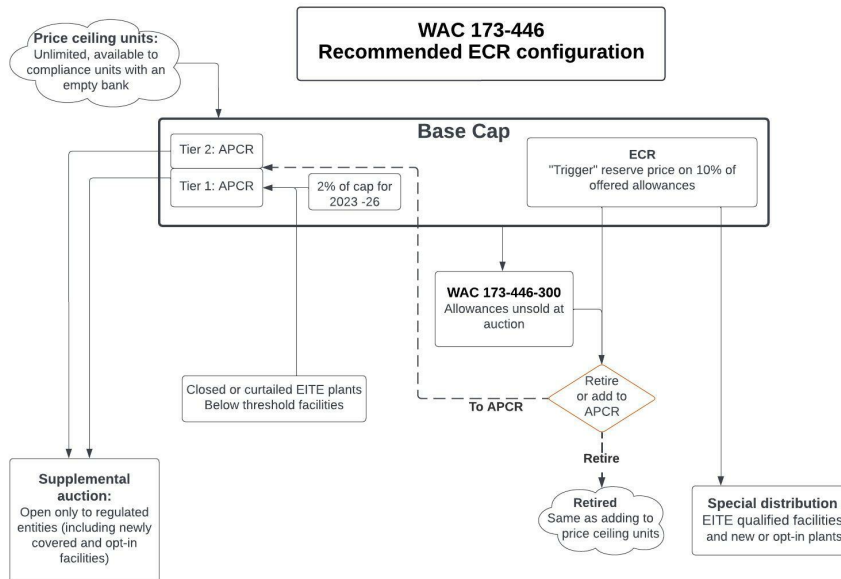 WAC 173-446
Recommended ECR configuration
Price ceiling units:
Unlimited, available to
compliance units with an
empty bank
Base Cap
Tier 2: APCR
Tier 1: APCR
2% of cap for
2023 -26
ECR
"Trigger" reserve price on 10% of
offered allowances
WAC 173-446-300
Allowances unsold at
auction
Closed or curtailed EITE plants
Below threshold facilities
Retire
or add to
APCR
To APCR
Retire
Supplemental
auction:
Open only to regulated
entities (including newly
covered and opt-in
facilities)
Retired
Same as adding to
price ceiling units
Special distribution
EITE qualified facilities
and new or opt-in plants